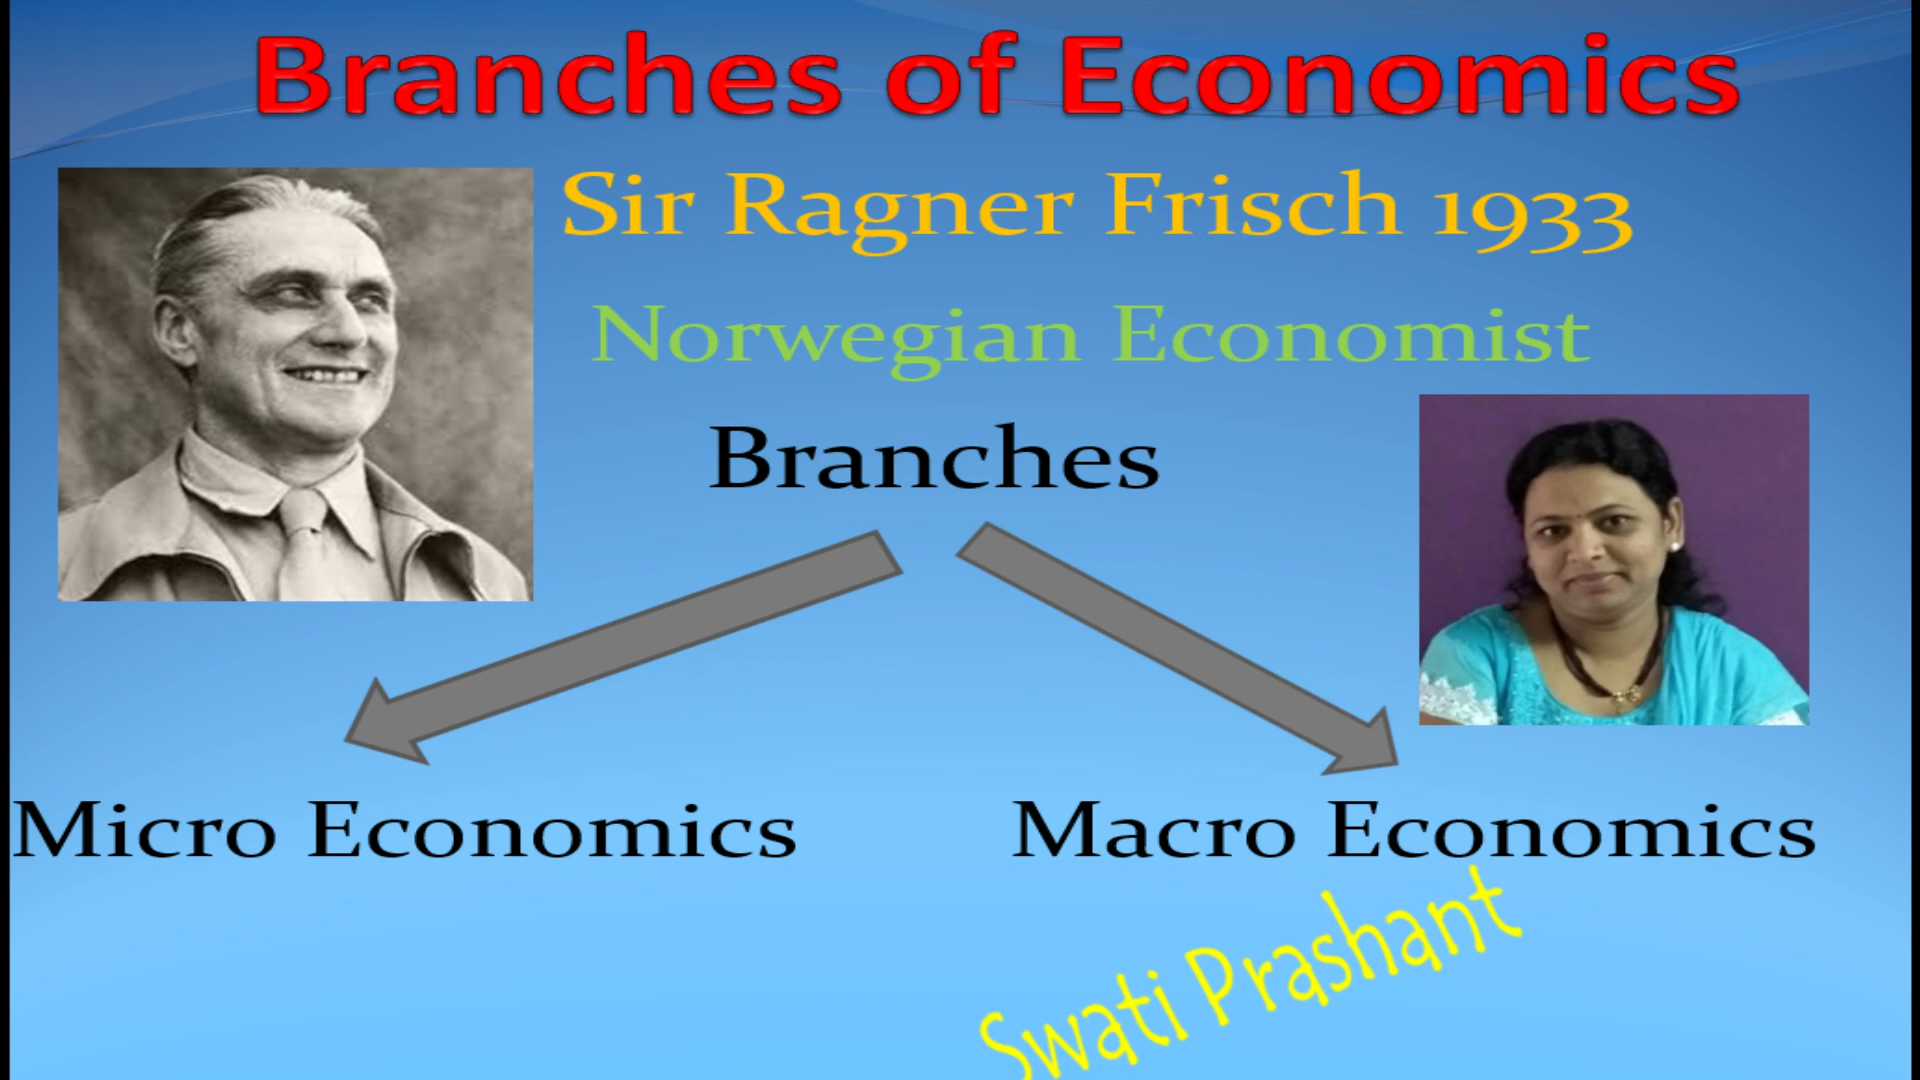 Branches of Economics
Sir Ragner Frisch 1933
Norwegian Economist
Branches
Micro Economics
Macro Economics
Swati Prashant